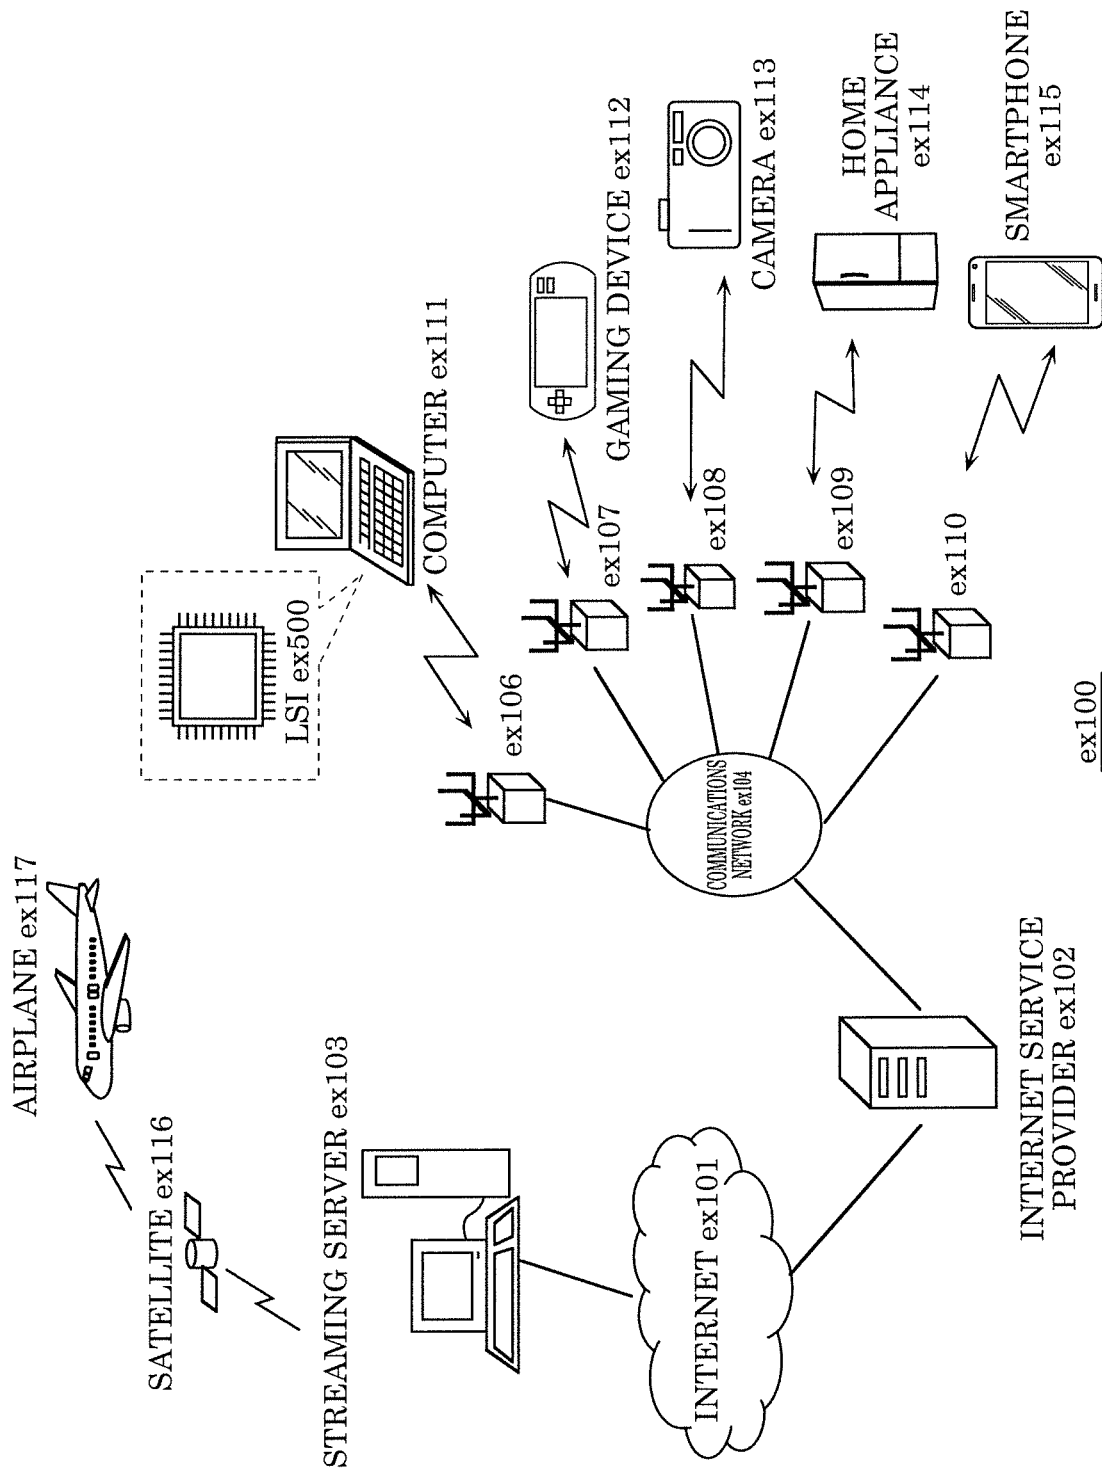 AIRPLANE ex117
SATELLITE ex116
STREAMING SERVER ex103
LSI ex500
COMPUTER ex111
GAMING DEVICE ex112
CAMERA ex113
HOME
APPLIANCE
ex114
SMARTPHONE
ex115
ex106
ex107
ex108
ex109
ex110
COMMUNICATIONS
NETWORK ex104
INTERNET ex101
INTERNET SERVICE
PROVIDER ex102
ex100